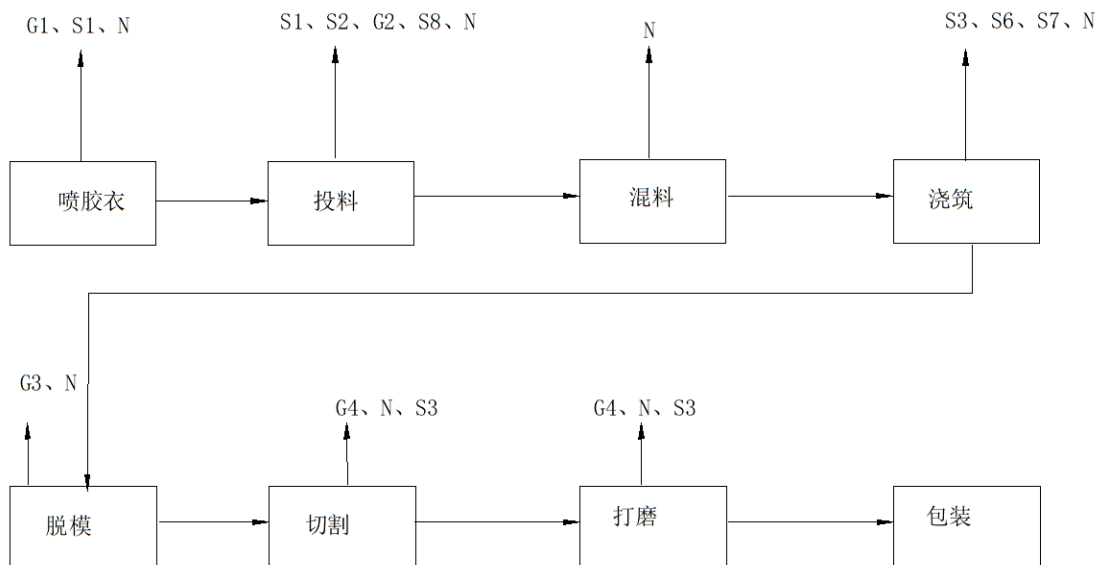 G1、S1、N
S1、S2、G2、S8、N
N
S3、S6、S7、N
喷胶衣
投料
混料
浇筑
G3、N
G4、N、S3
G4、N、S3
脱模
切割
打磨
包装